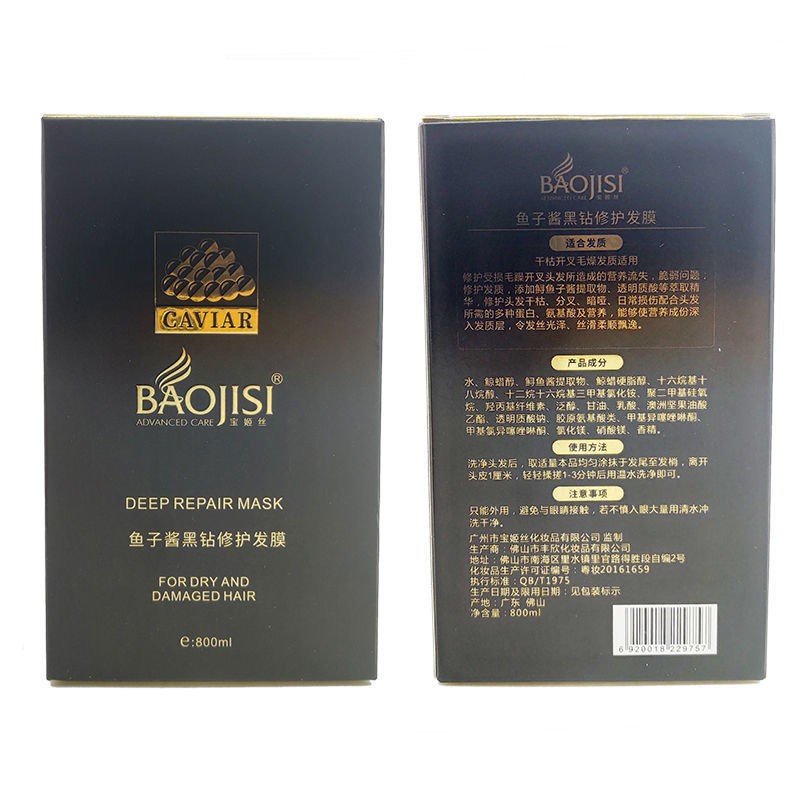 CAVIAR
BAOJISI®
ADVANCED CARE 宝姬丝
DEEP REPAIR MASK
鱼子酱黑钻修护发膜
FOR DRY AND
DAMAGED HAIR
e:800ml
BAOJISI®
ADVANCED CARE 宝姬丝
鱼子酱黑钻修护发膜
适合发质
干枯开叉毛燥发质适用
修护受损毛燥开叉头发所造成的营养流失，脆弱问题，
修护发质，添加鲟鱼子酱提取物、透明质酸等萃取精
华，修护头发干枯、分叉、暗哑、日常损伤配合头发
所需的多种蛋白、氨基酸及营养，能够使营养成份深
入发质层，令发丝光泽、丝滑柔顺飘逸。
产品成分
水、鲸蜡醇、鲟鱼酱提取物、鲸蜡硬脂醇、十六烷基十
八烷醇、十二烷十六烷基三甲基氯化铵、聚二甲基硅氧
烷、羟丙基纤维素、泛醇、甘油、乳酸、澳洲坚果油酸
乙酯、透明质酸钠、胶原氨基酸类、甲基异噻唑啉酮、
甲基氯异噻唑啉酮、氯化镁、硝酸镁、香精。
使用方法
洗净头发后，取适量本品均匀涂抹于发尾至发梢，离开
头皮1厘米，轻轻揉搓1-3分钟后用温水洗净即可。
注意事项
只能外用，避免与眼睛接触，若不慎入眼大量用清水冲
洗干净。
广州市宝姬丝化妆品有限公司 监制
生产商：佛山市丰欣化妆品有限公司
地址：佛山市南海区里水镇里官路得胜段自编2号
化妆品生产许可证编号：粤妆20161659
执行标准：QB/T1975
生产日期及限用日期：见包装标示
产地：广东 佛山
净含量：800ml
6 920018 229757